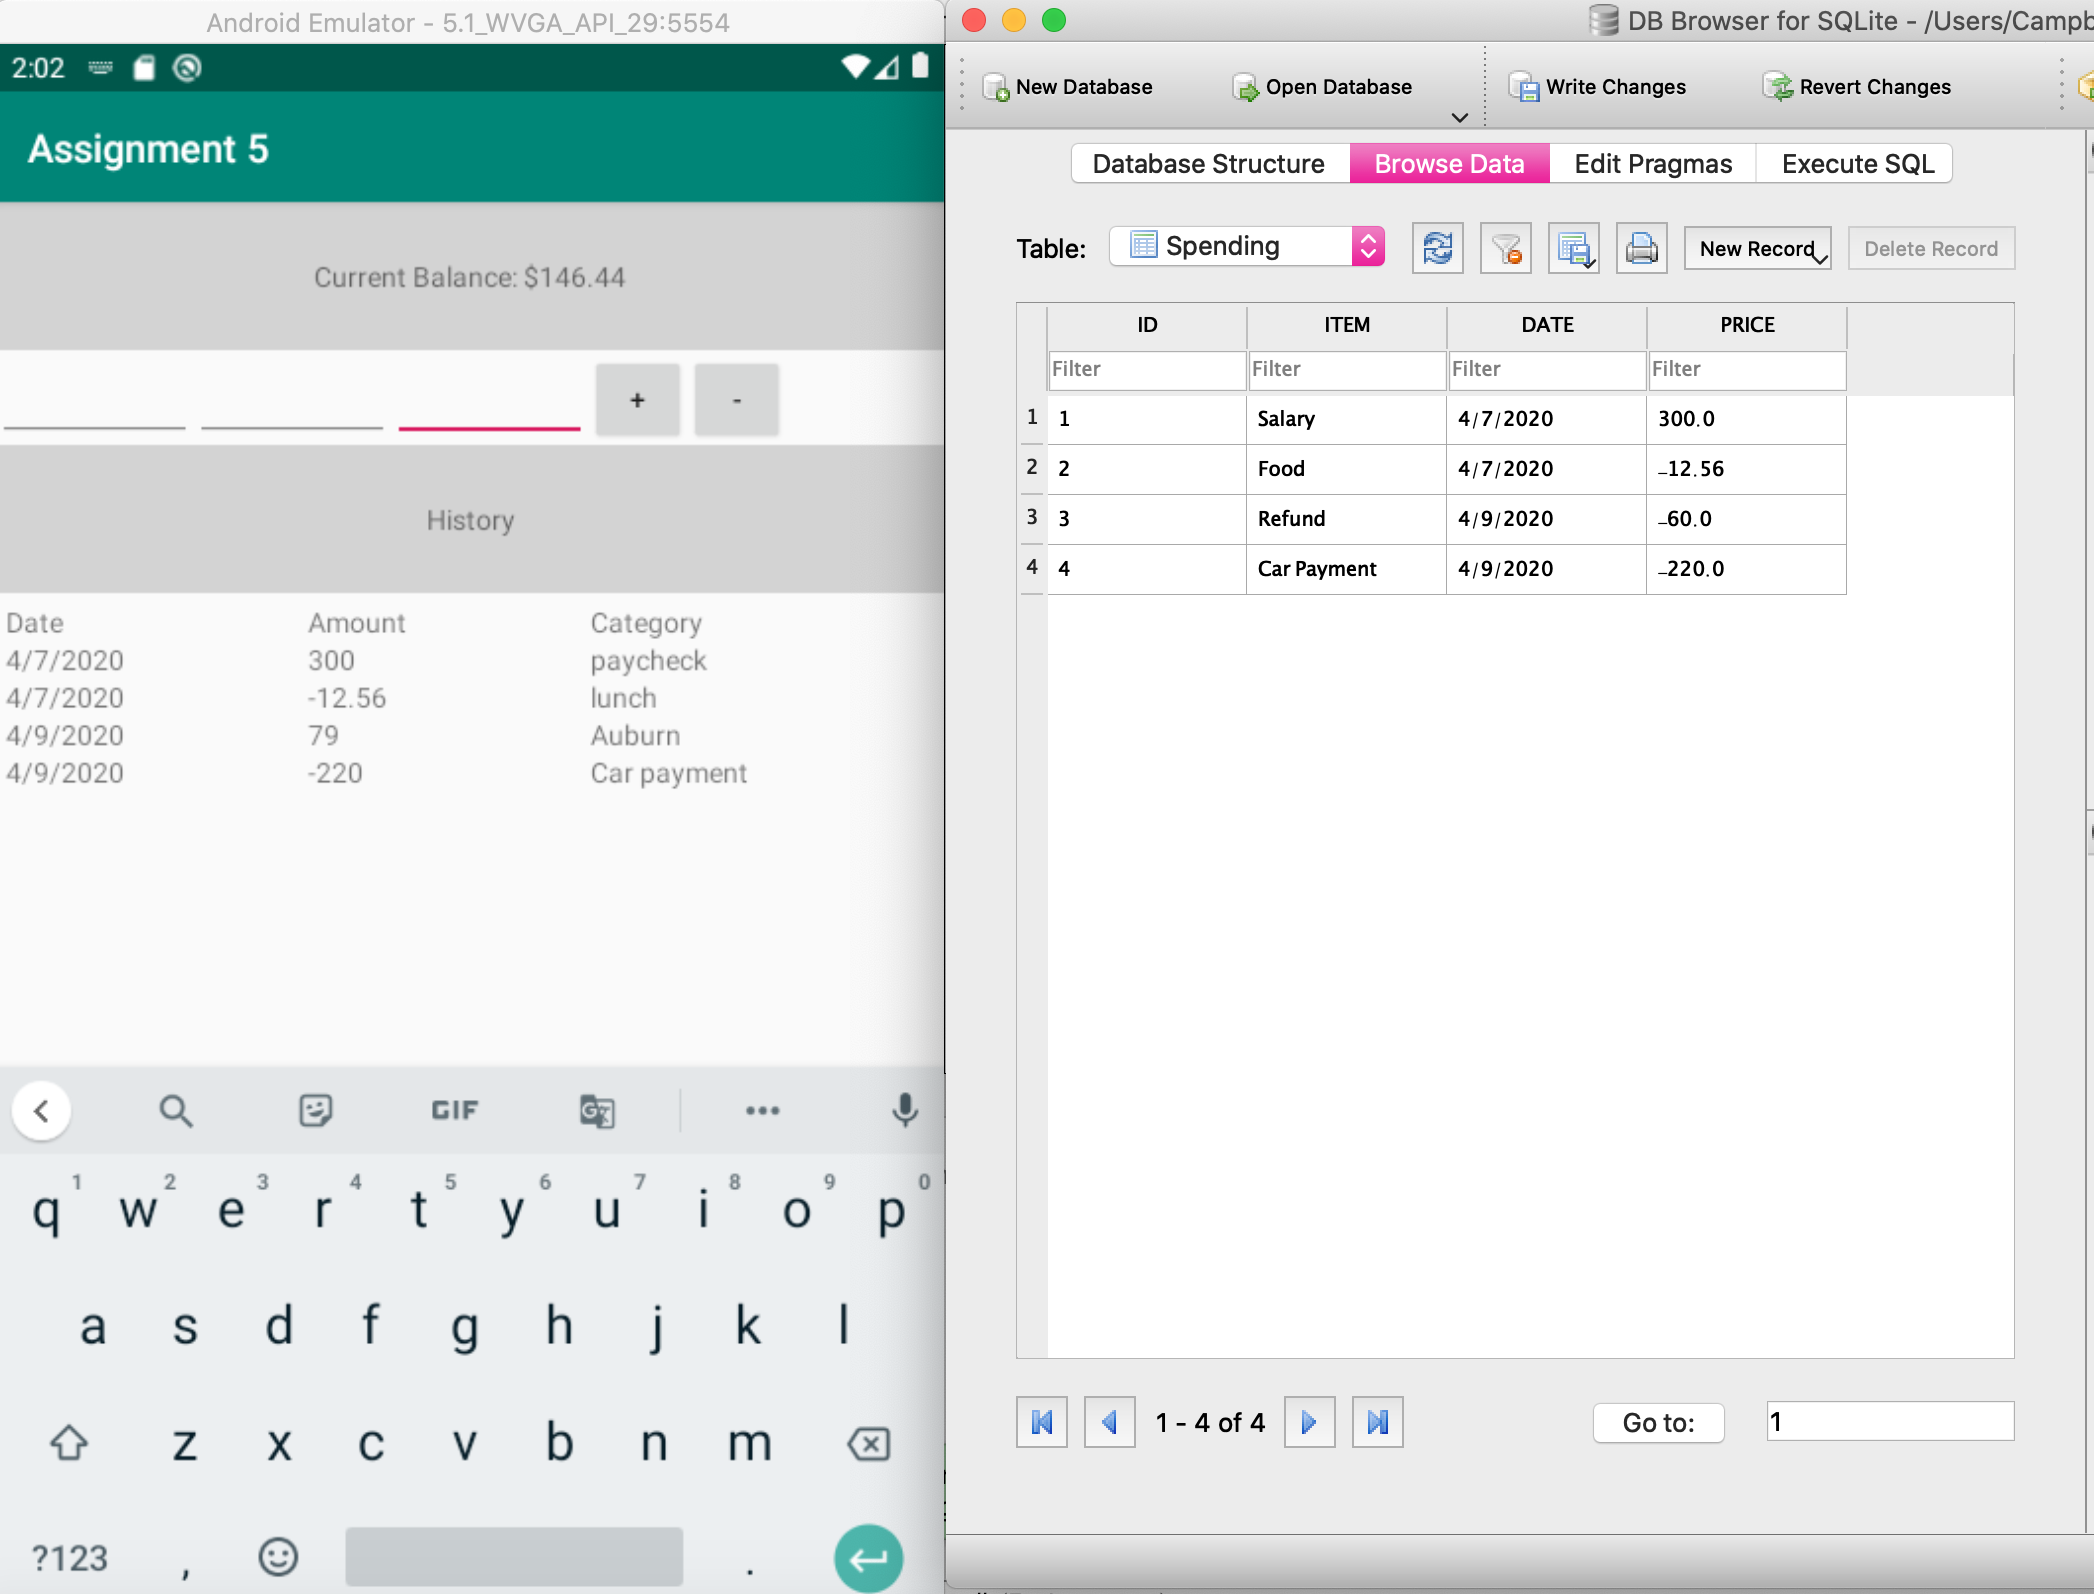 Android Emulator - 5.1_WVGA_API_29:5554
2:02
Assignment 5
Current Balance: $146.44
+ -
History
Date Amount Category
4/7/2020 300 paycheck
4/7/2020 -12.56 lunch
4/9/2020 79 Auburn
4/9/2020 -220 Car payment
GIF
G
1 2 3 4 5 6 7 8 9 0
q w e r t y u i o p
a s d f g h j k l
z x c v b n m
?123 , .
DB Browser for SQLite - /Users/Campb
New Database Open Database Write Changes Revert Changes
Database Structure Browse Data Edit Pragmas Execute SQL
Table: Spending New Record Delete Record
ID ITEM DATE PRICE
Filter Filter Filter Filter
1 1 Salary 4/7/2020 300.0
2 2 Food 4/7/2020 -12.56
3 3 Refund 4/9/2020 -60.0
4 4 Car Payment 4/9/2020 -220.0
1 - 4 of 4 Go to: 1